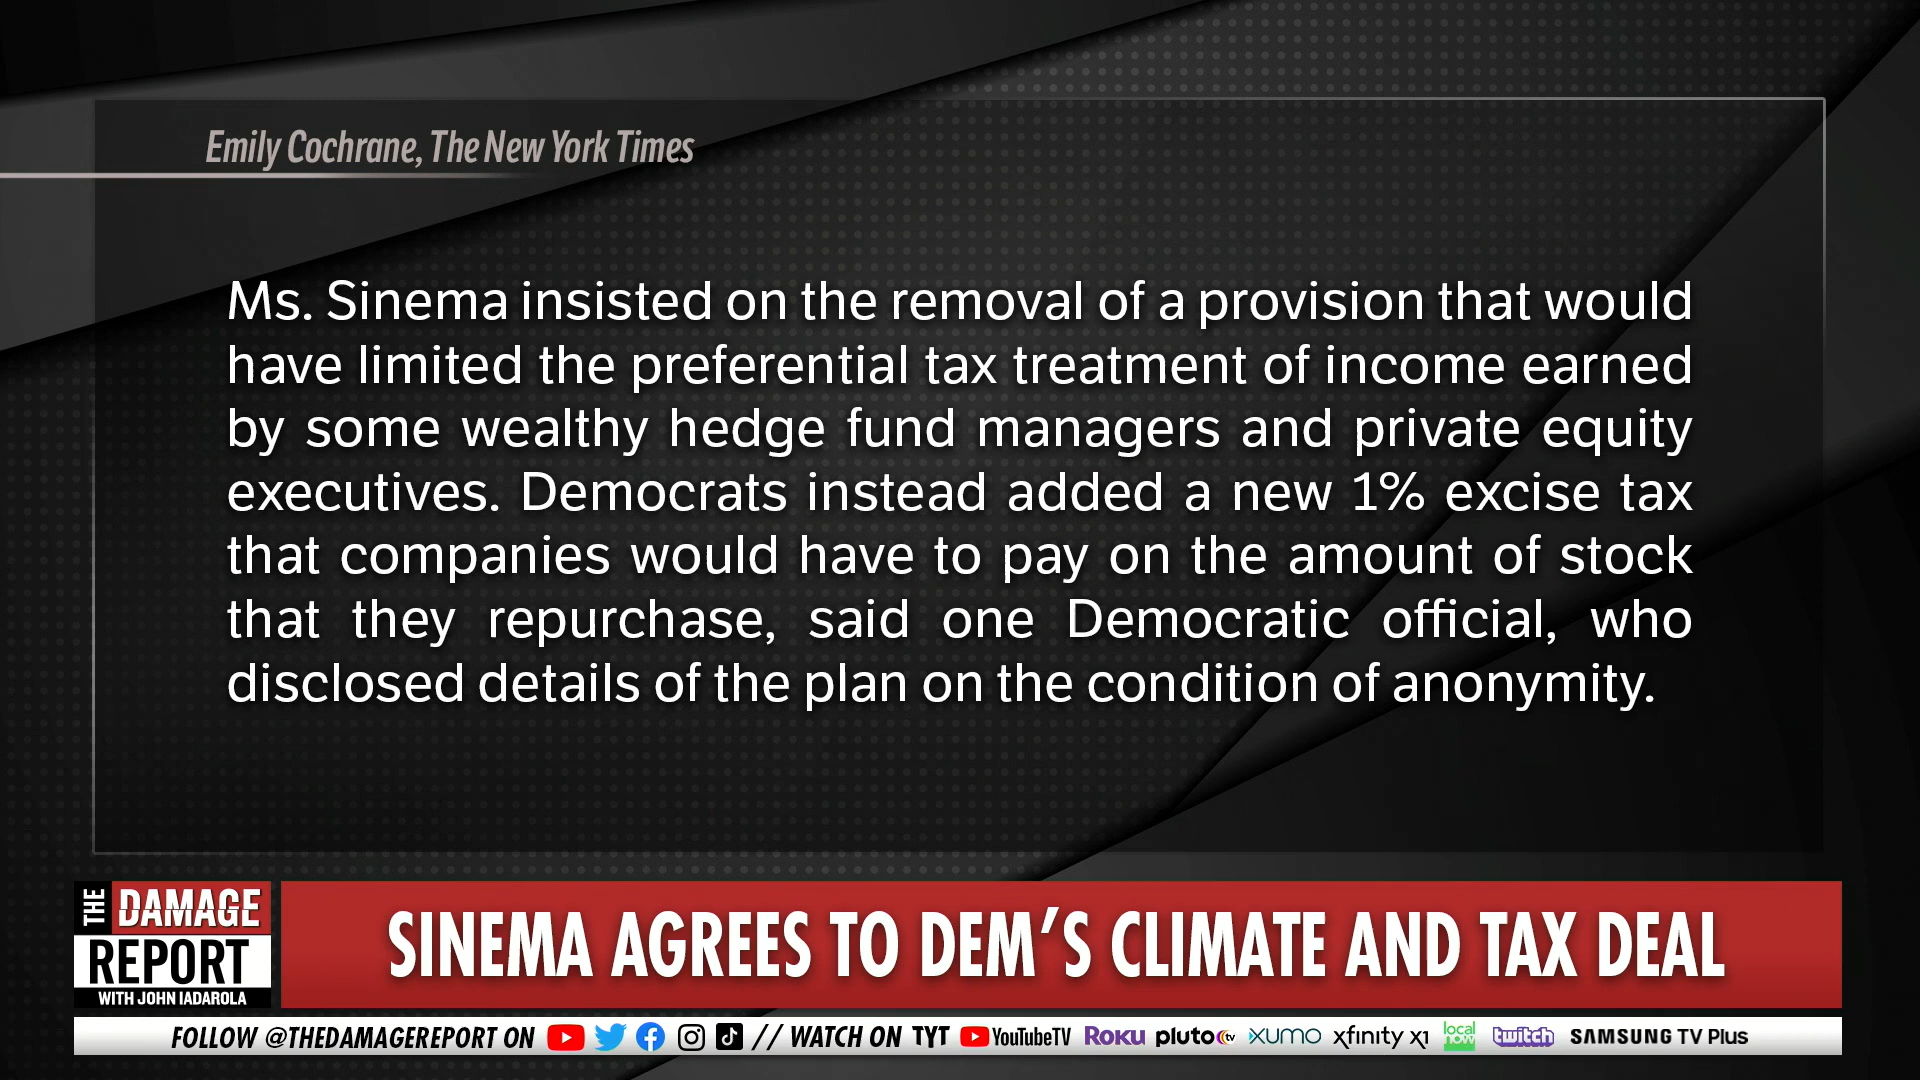 Emily Cochrane, The New York Times
Ms. Sinema insisted on the removal of a provision that would
have limited the preferential tax treatment of income earned
by some wealthy hedge fund managers and private equity
executives. Democrats instead added a new 1% excise tax
that companies would have to pay on the amount of stock
that they repurchase, said one Democratic official, who
disclosed details of the plan on the condition of anonymity.
THE DAMAGE
REPORT
WITH JOHN IADAROLA
SINEMA AGREES TO DEM'S CLIMATE AND TAX DEAL
FOLLOW @THEDAMAGEREPORT ON // WATCH ON TYT YouTubeTV ROKU pluto tv XUMO xfinity X1 local now twitch SAMSUNG TV Plus